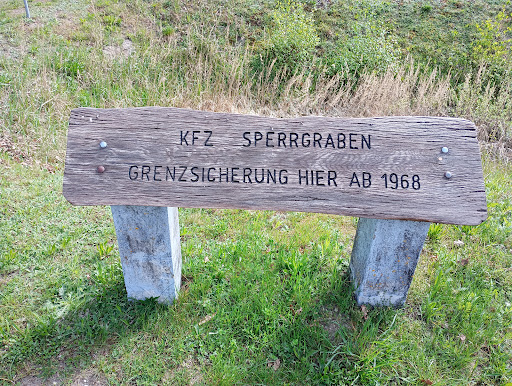 KFZ SPERRGRABEN
GRENZSICHERUNG HIER AB 1968